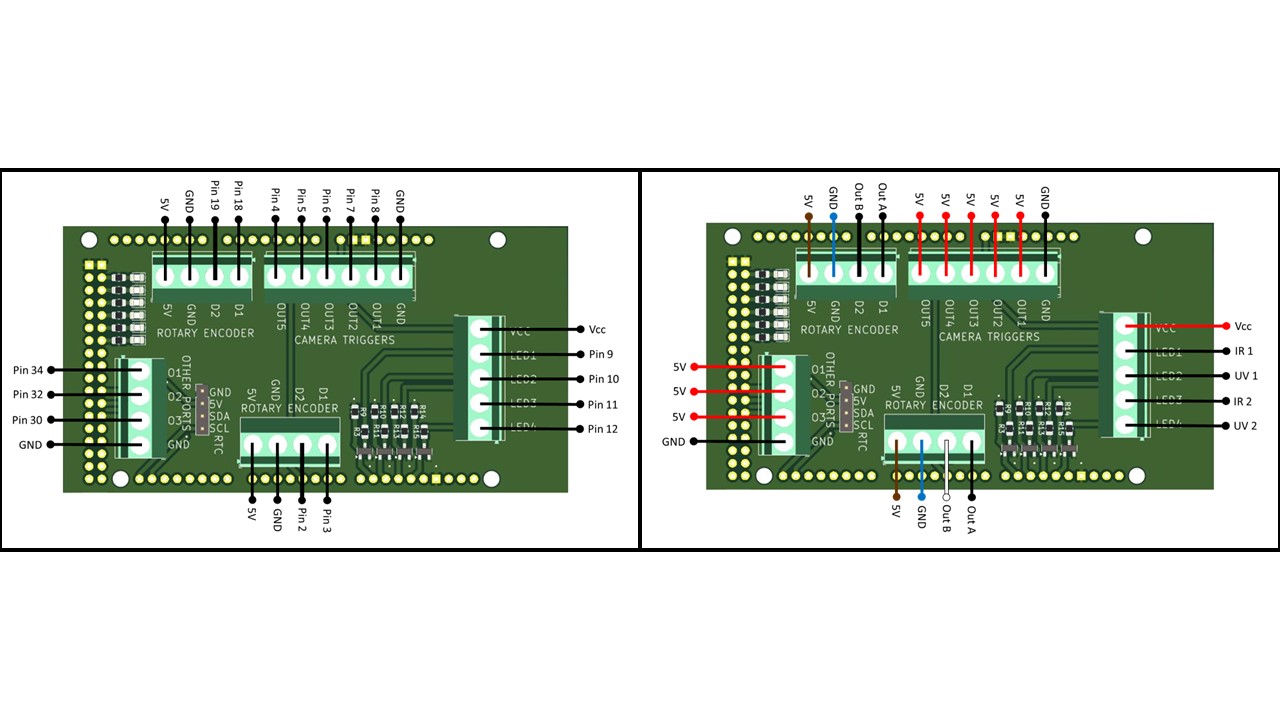 5V
GND
Pin 19
Pin 18
Pin 4
Pin 5
Pin 6
Pin 7
Pin 8
GND
5V
GND
D2
D1
OUT5
OUT4
OUT3
OUT2
OUT1
GND
ROTARY ENCODER
CAMERA TRIGGERS
VCC
LED1
LED2
LED3
LED4
Vcc
Pin 9
Pin 10
Pin 11
Pin 12
Pin 34
Pin 32
Pin 30
GND
O1
O2
O3
GND
OTHER PORTS
GND
5V
SDA
SCL
RTC
5V
GND
D2
D1
ROTARY ENCODER
R9
R10
R12
R14
R3
R11
R13
R15
5V
GND
Pin 2
Pin 3
5V
GND
Out B
Out A
5V
5V
5V
5V
5V
GND
5V
GND
D2
D1
OUT5
OUT4
OUT3
OUT2
OUT1
GND
ROTARY ENCODER
CAMERA TRIGGERS
VCC
LED1
LED2
LED3
LED4
Vcc
IR 1
UV 1
IR 2
UV 2
5V
5V
5V
GND
O1
O2
O3
GND
OTHER PORTS
GND
5V
SDA
SCL
RTC
5V
GND
D2
D1
ROTARY ENCODER
R9
R10
R12
R14
R3
R11
R13
R15
5V
GND
Out B
Out A